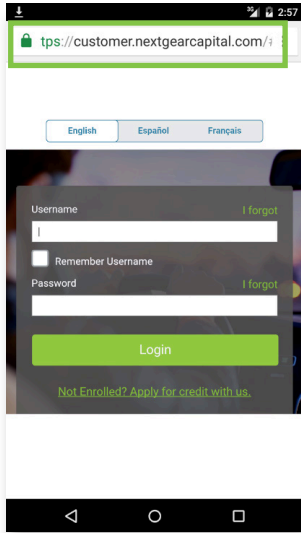 3G 2:57
tps://customer.nextgearcapital.com/
English Español Français
Username I forgot
Remember Username
Password I forgot
Login
Not Enrolled? Apply for credit with us.